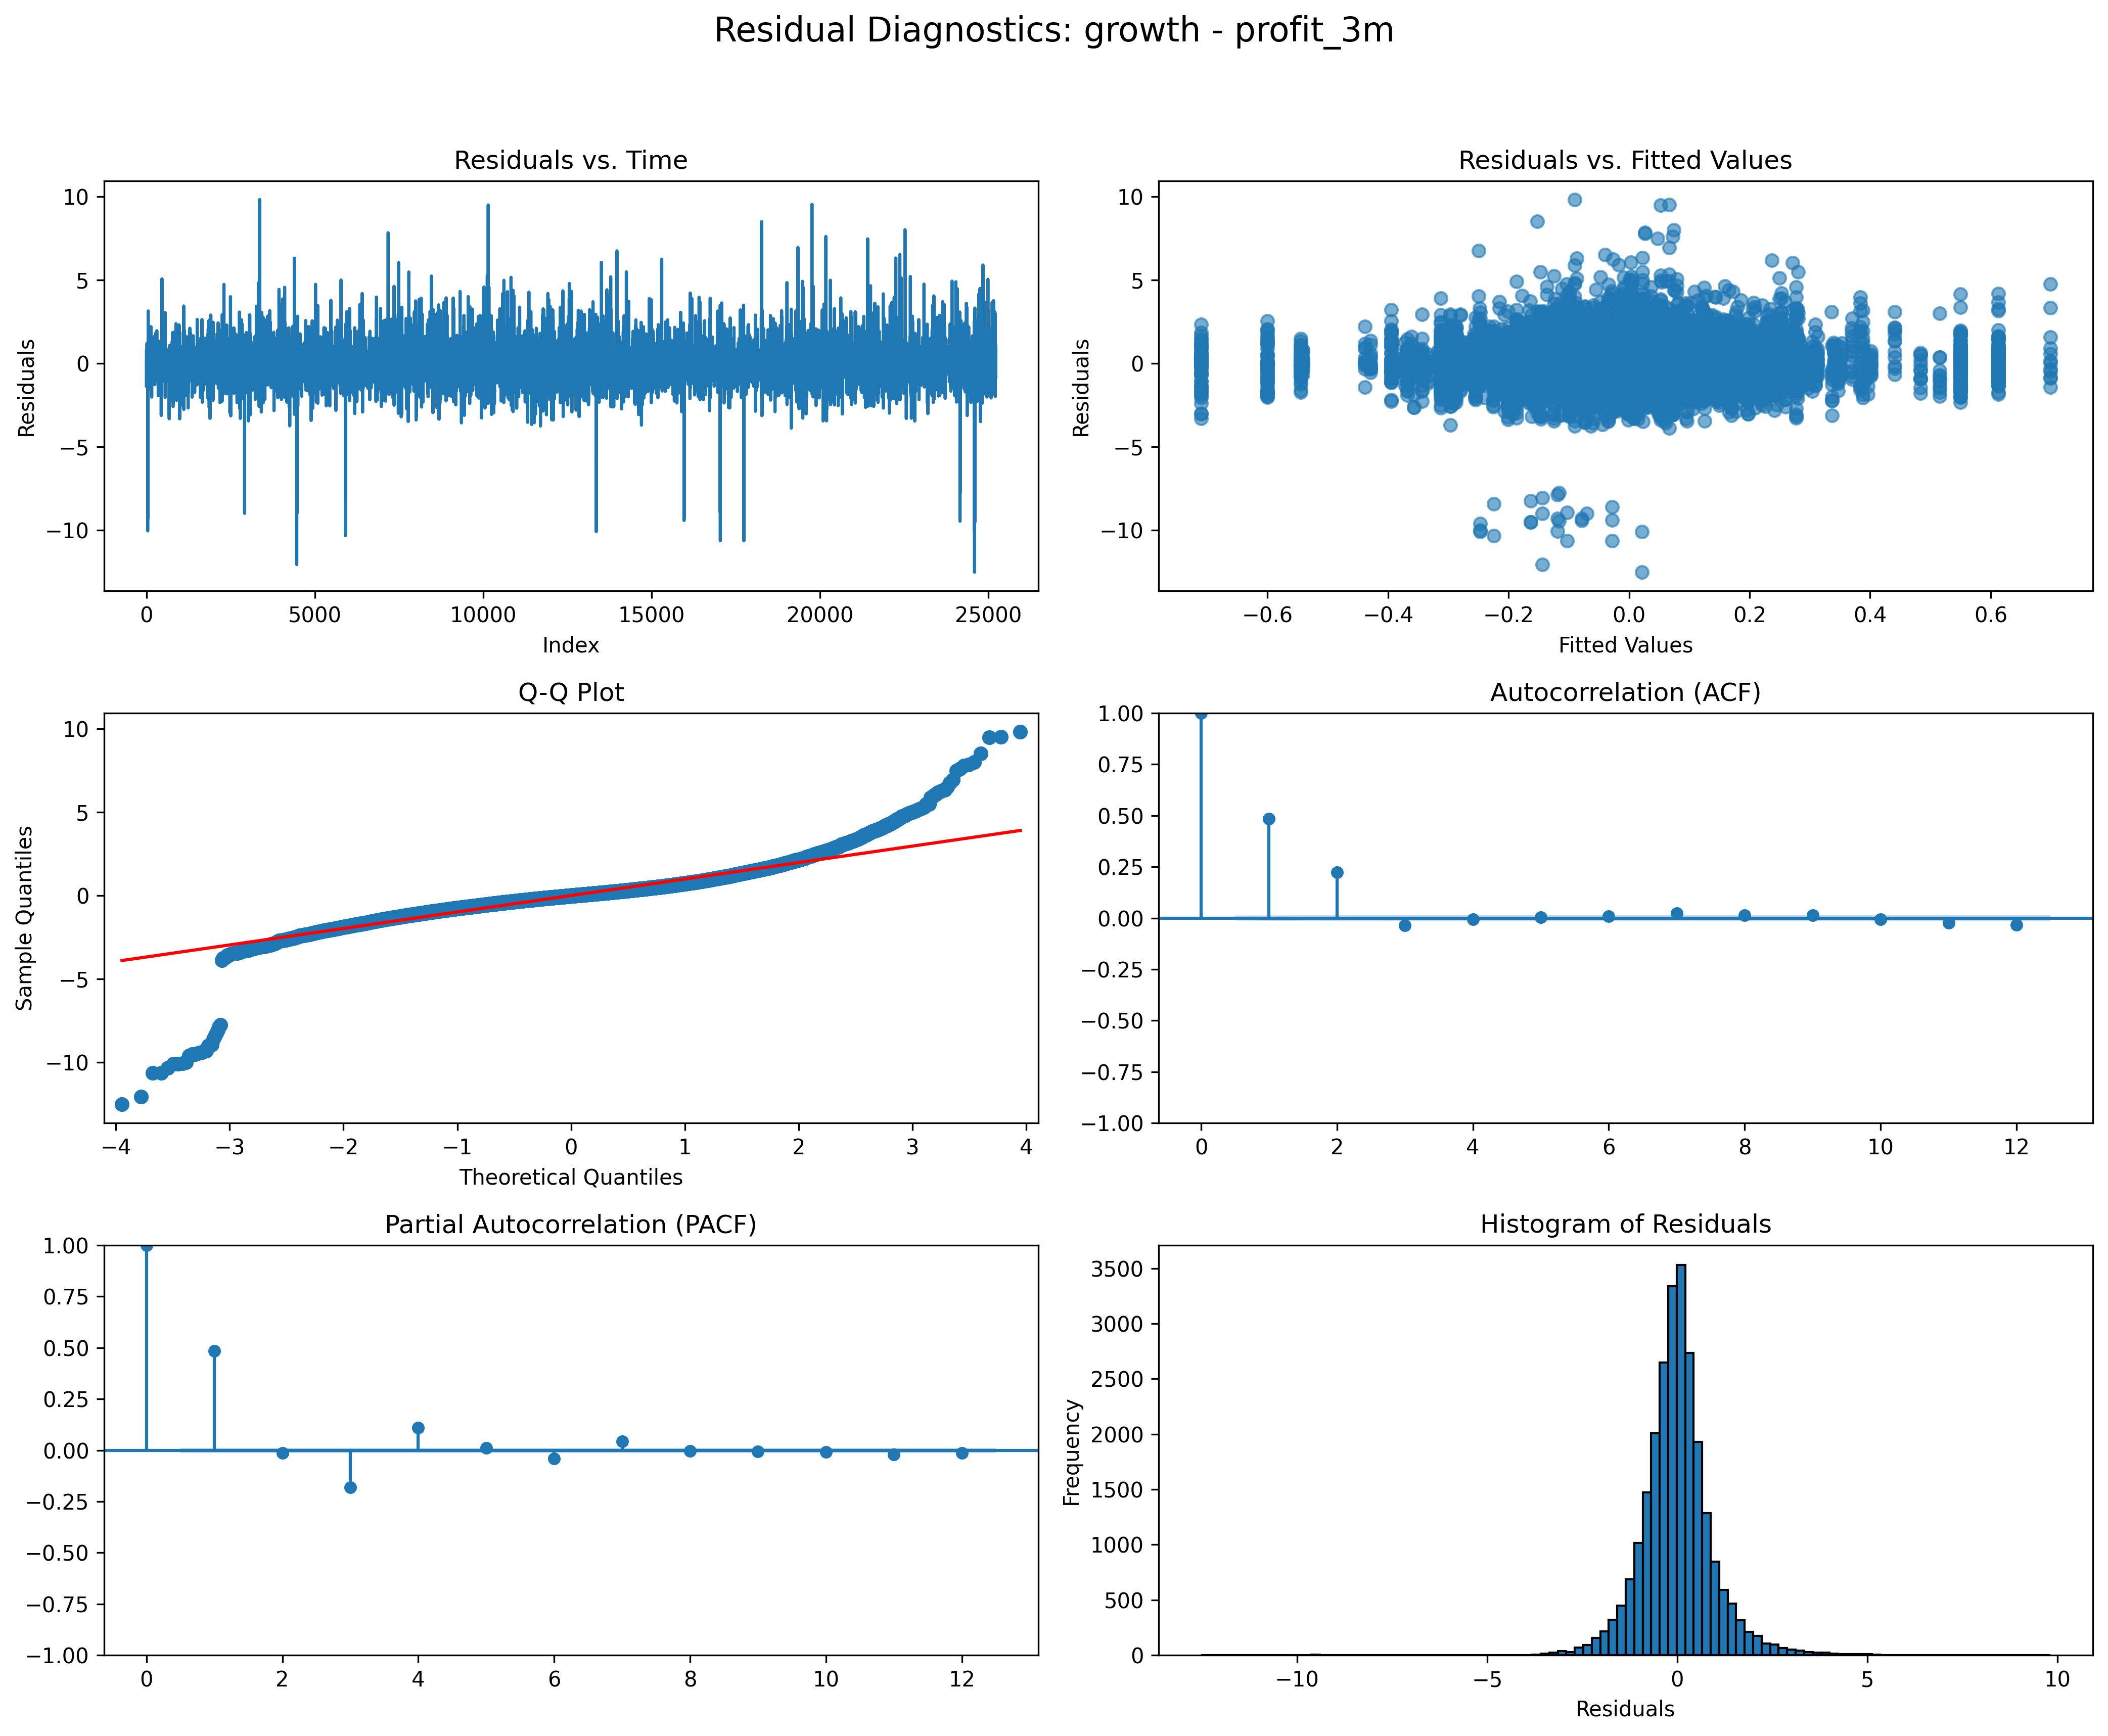 Residual Diagnostics: growth - profit_3m
Residuals vs. Time
10
5
0
−5
−10
Residuals
0 5000 10000 15000 20000 25000
Index
Residuals vs. Fitted Values
10
5
0
−5
−10
Residuals
−0.6 −0.4 −0.2 0.0 0.2 0.4 0.6
Fitted Values
Q-Q Plot
10
5
0
−5
−10
Sample Quantiles
−4 −3 −2 −1 0 1 2 3 4
Theoretical Quantiles
Autocorrelation (ACF)
1.00
0.75
0.50
0.25
0.00
−0.25
−0.50
−0.75
−1.00
0 2 4 6 8 10 12
Partial Autocorrelation (PACF)
1.00
0.75
0.50
0.25
0.00
−0.25
−0.50
−0.75
−1.00
0 2 4 6 8 10 12
Histogram of Residuals
3500
3000
2500
2000
1500
1000
500
0
Frequency
−10 −5 0 5 10
Residuals